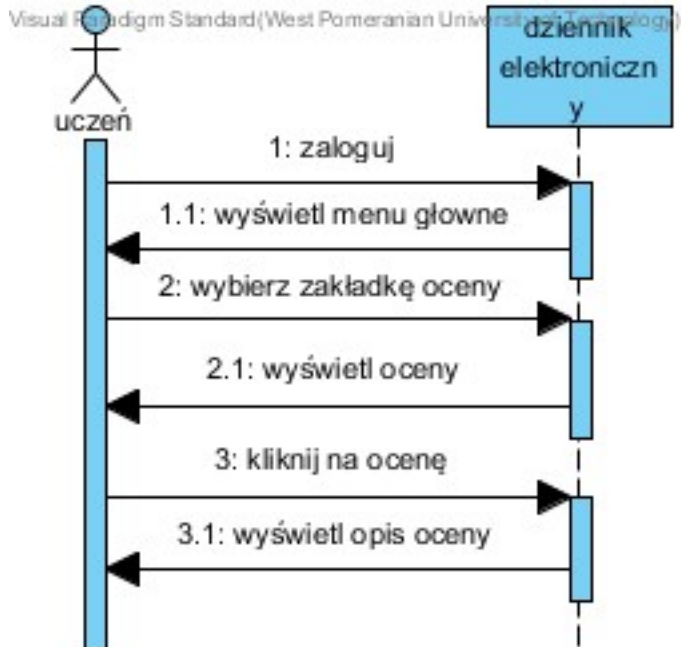 Visual Paradigm Standard(West Pomeranian University of Technology)
dziennik
elektroniczn
y
uczeń
1: zaloguj
1.1: wyświetl menu głowne
2: wybierz zakładkę oceny
2.1: wyświetl oceny
3: kliknij na ocenę
3.1: wyświetl opis oceny